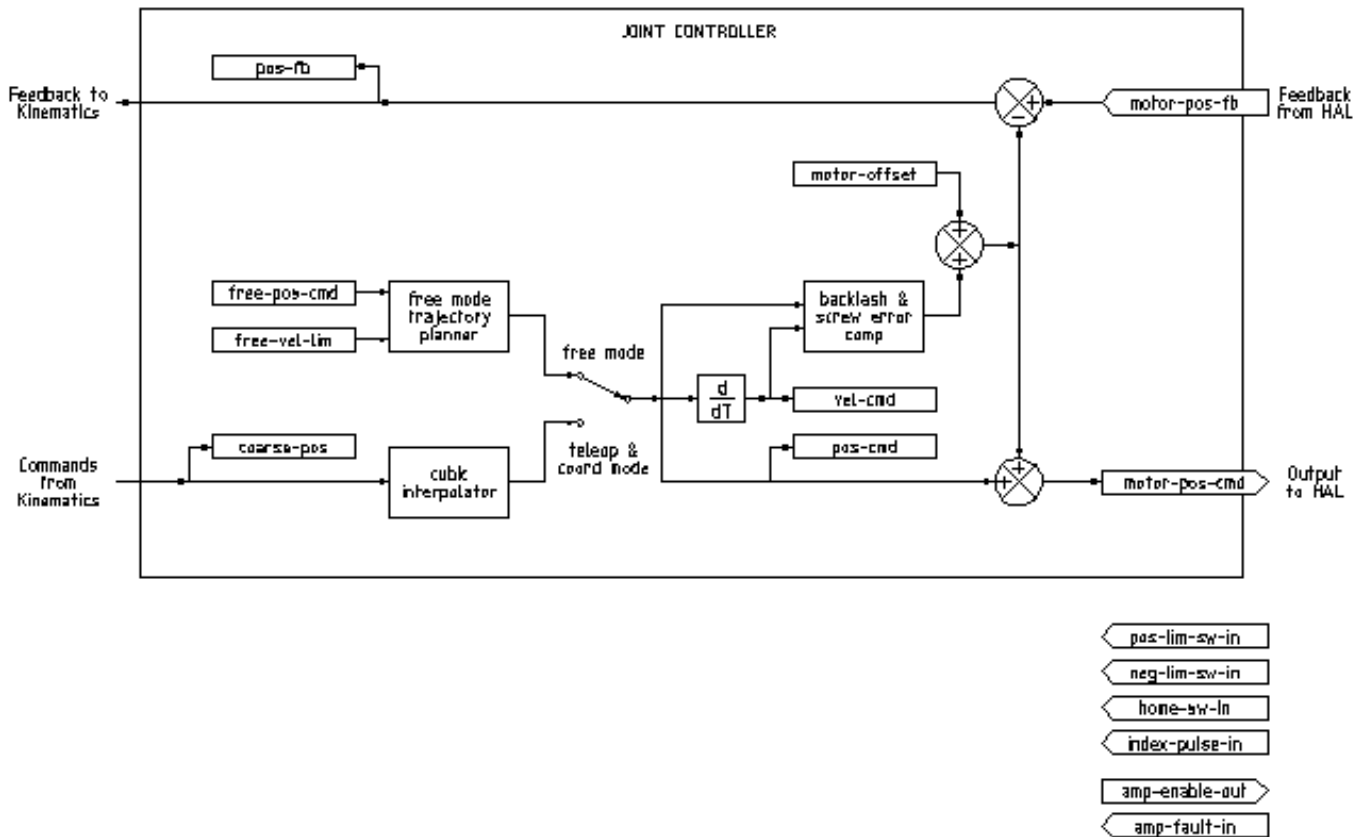 JOINT CONTROLLER
pos-fb
Feedback to
Kinematics
+
-
motor-pos-fb
Feedback
from HAL
motor-offset
+
+
free-pos-cmd
free-vel-lim
free mode
trajectory
planner
backlash &
screw error
comp
free mode
d
dT
vel-cmd
coarse-pos
teleop &
coord mode
pos-cmd
Commands
from
Kinematics
cubic
interpolator
+
+
motor-pos-cmd
Output
to HAL
pos-lim-sw-in
neg-lim-sw-in
home-sw-in
index-pulse-in
amp-enable-out
amp-fault-in